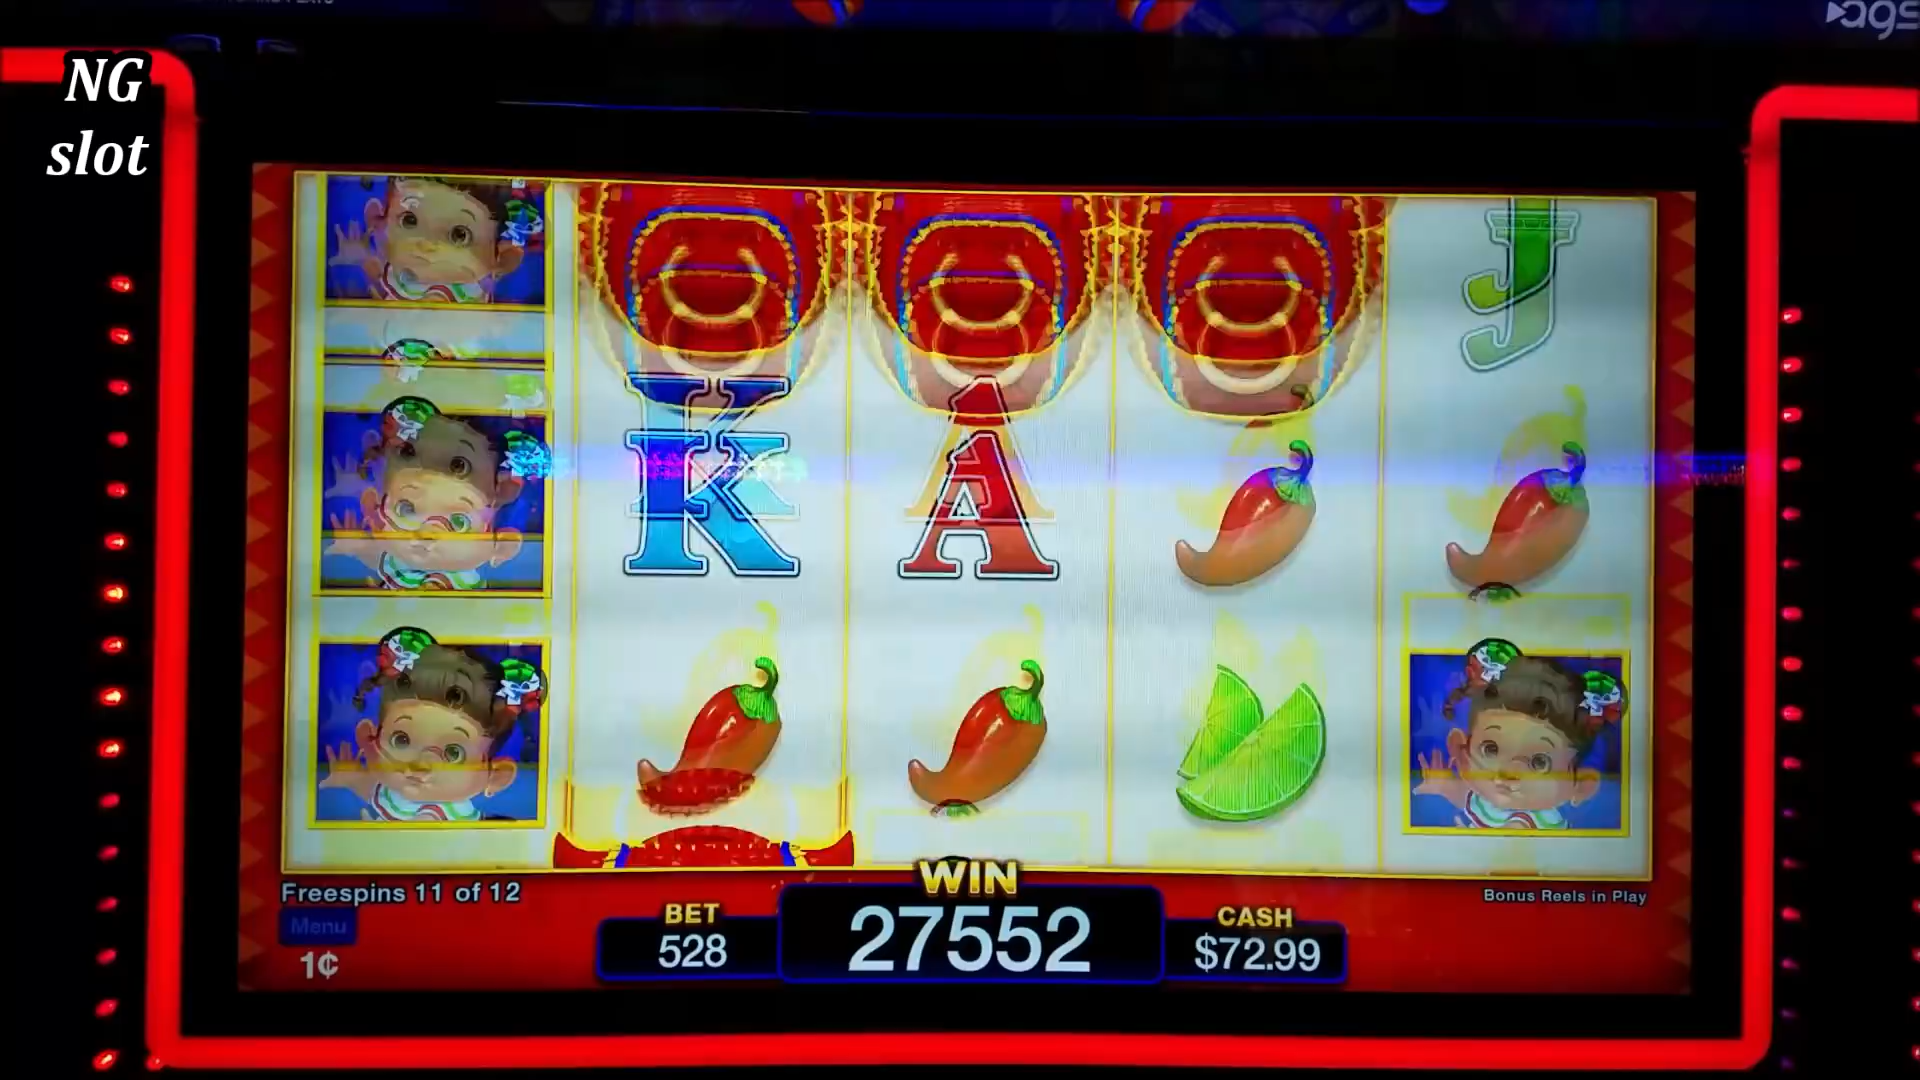 ags
NG
slot
J
K
A
Freespins 11 of 12
WIN
Bonus Reels in Play
Menu
BET
27552
CASH
528
$72.99
1¢